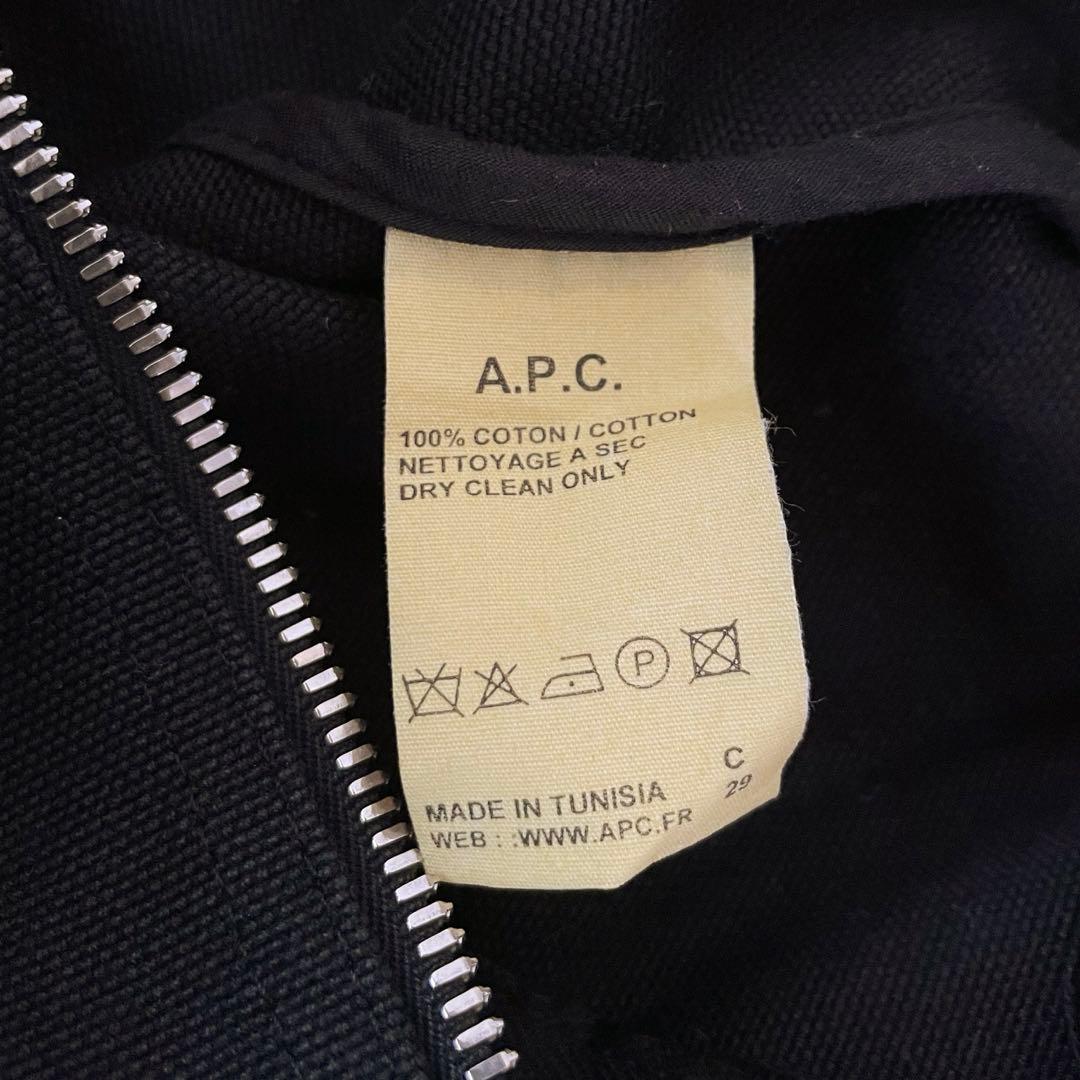 A.P.C.
100% COTON / COTTON
NETTOYAGE A SEC
DRY CLEAN ONLY
P
C
29
MADE IN TUNISIA
WEB : :WWW.APC.FR